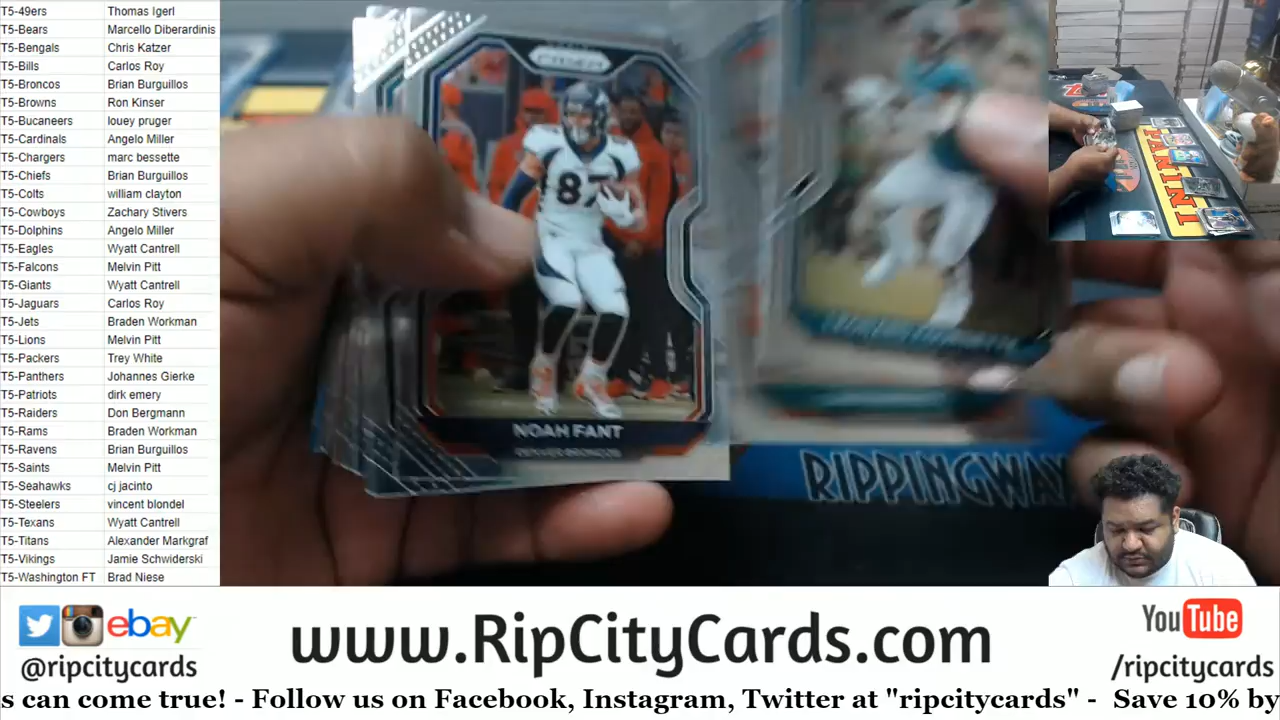 T5-49ers Thomas Igerl
T5-Bears Marcello Diberardinis
T5-Bengals Chris Katzer
T5-Bills Carlos Roy
T5-Broncos Brian Burguillos
T5-Browns Ron Kinser
T5-Bucaneers louey pruger
T5-Cardinals Angelo Miller
T5-Chargers marc bessette
T5-Chiefs Brian Burguillos
T5-Colts william clayton
T5-Cowboys Zachary Stivers
T5-Dolphins Angelo Miller
T5-Eagles Wyatt Cantrell
T5-Falcons Melvin Pitt
T5-Giants Wyatt Cantrell
T5-Jaguars Carlos Roy
T5-Jets Braden Workman
T5-Lions Melvin Pitt
T5-Packers Trey White
T5-Panthers Johannes Gierke
T5-Patriots dirk emery
T5-Raiders Don Bergmann
T5-Rams Braden Workman
T5-Ravens Brian Burguillos
T5-Saints Melvin Pitt
T5-Seahawks cj jacinto
T5-Steelers vincent blondel
T5-Texans Wyatt Cantrell
T5-Titans Alexander Markgraf
T5-Vikings Jamie Schwiderski
T5-Washington FT Brad Niese
PRIZM
87
NOAH FANT
DENVER BRONCOS
RIPPINGWAX
PANINI
ebay
@ripcitycards
www.RipCityCards.com
YouTube
/ripcitycards
s can come true! - Follow us on Facebook, Instagram, Twitter at "ripcitycards" - Save 10% by